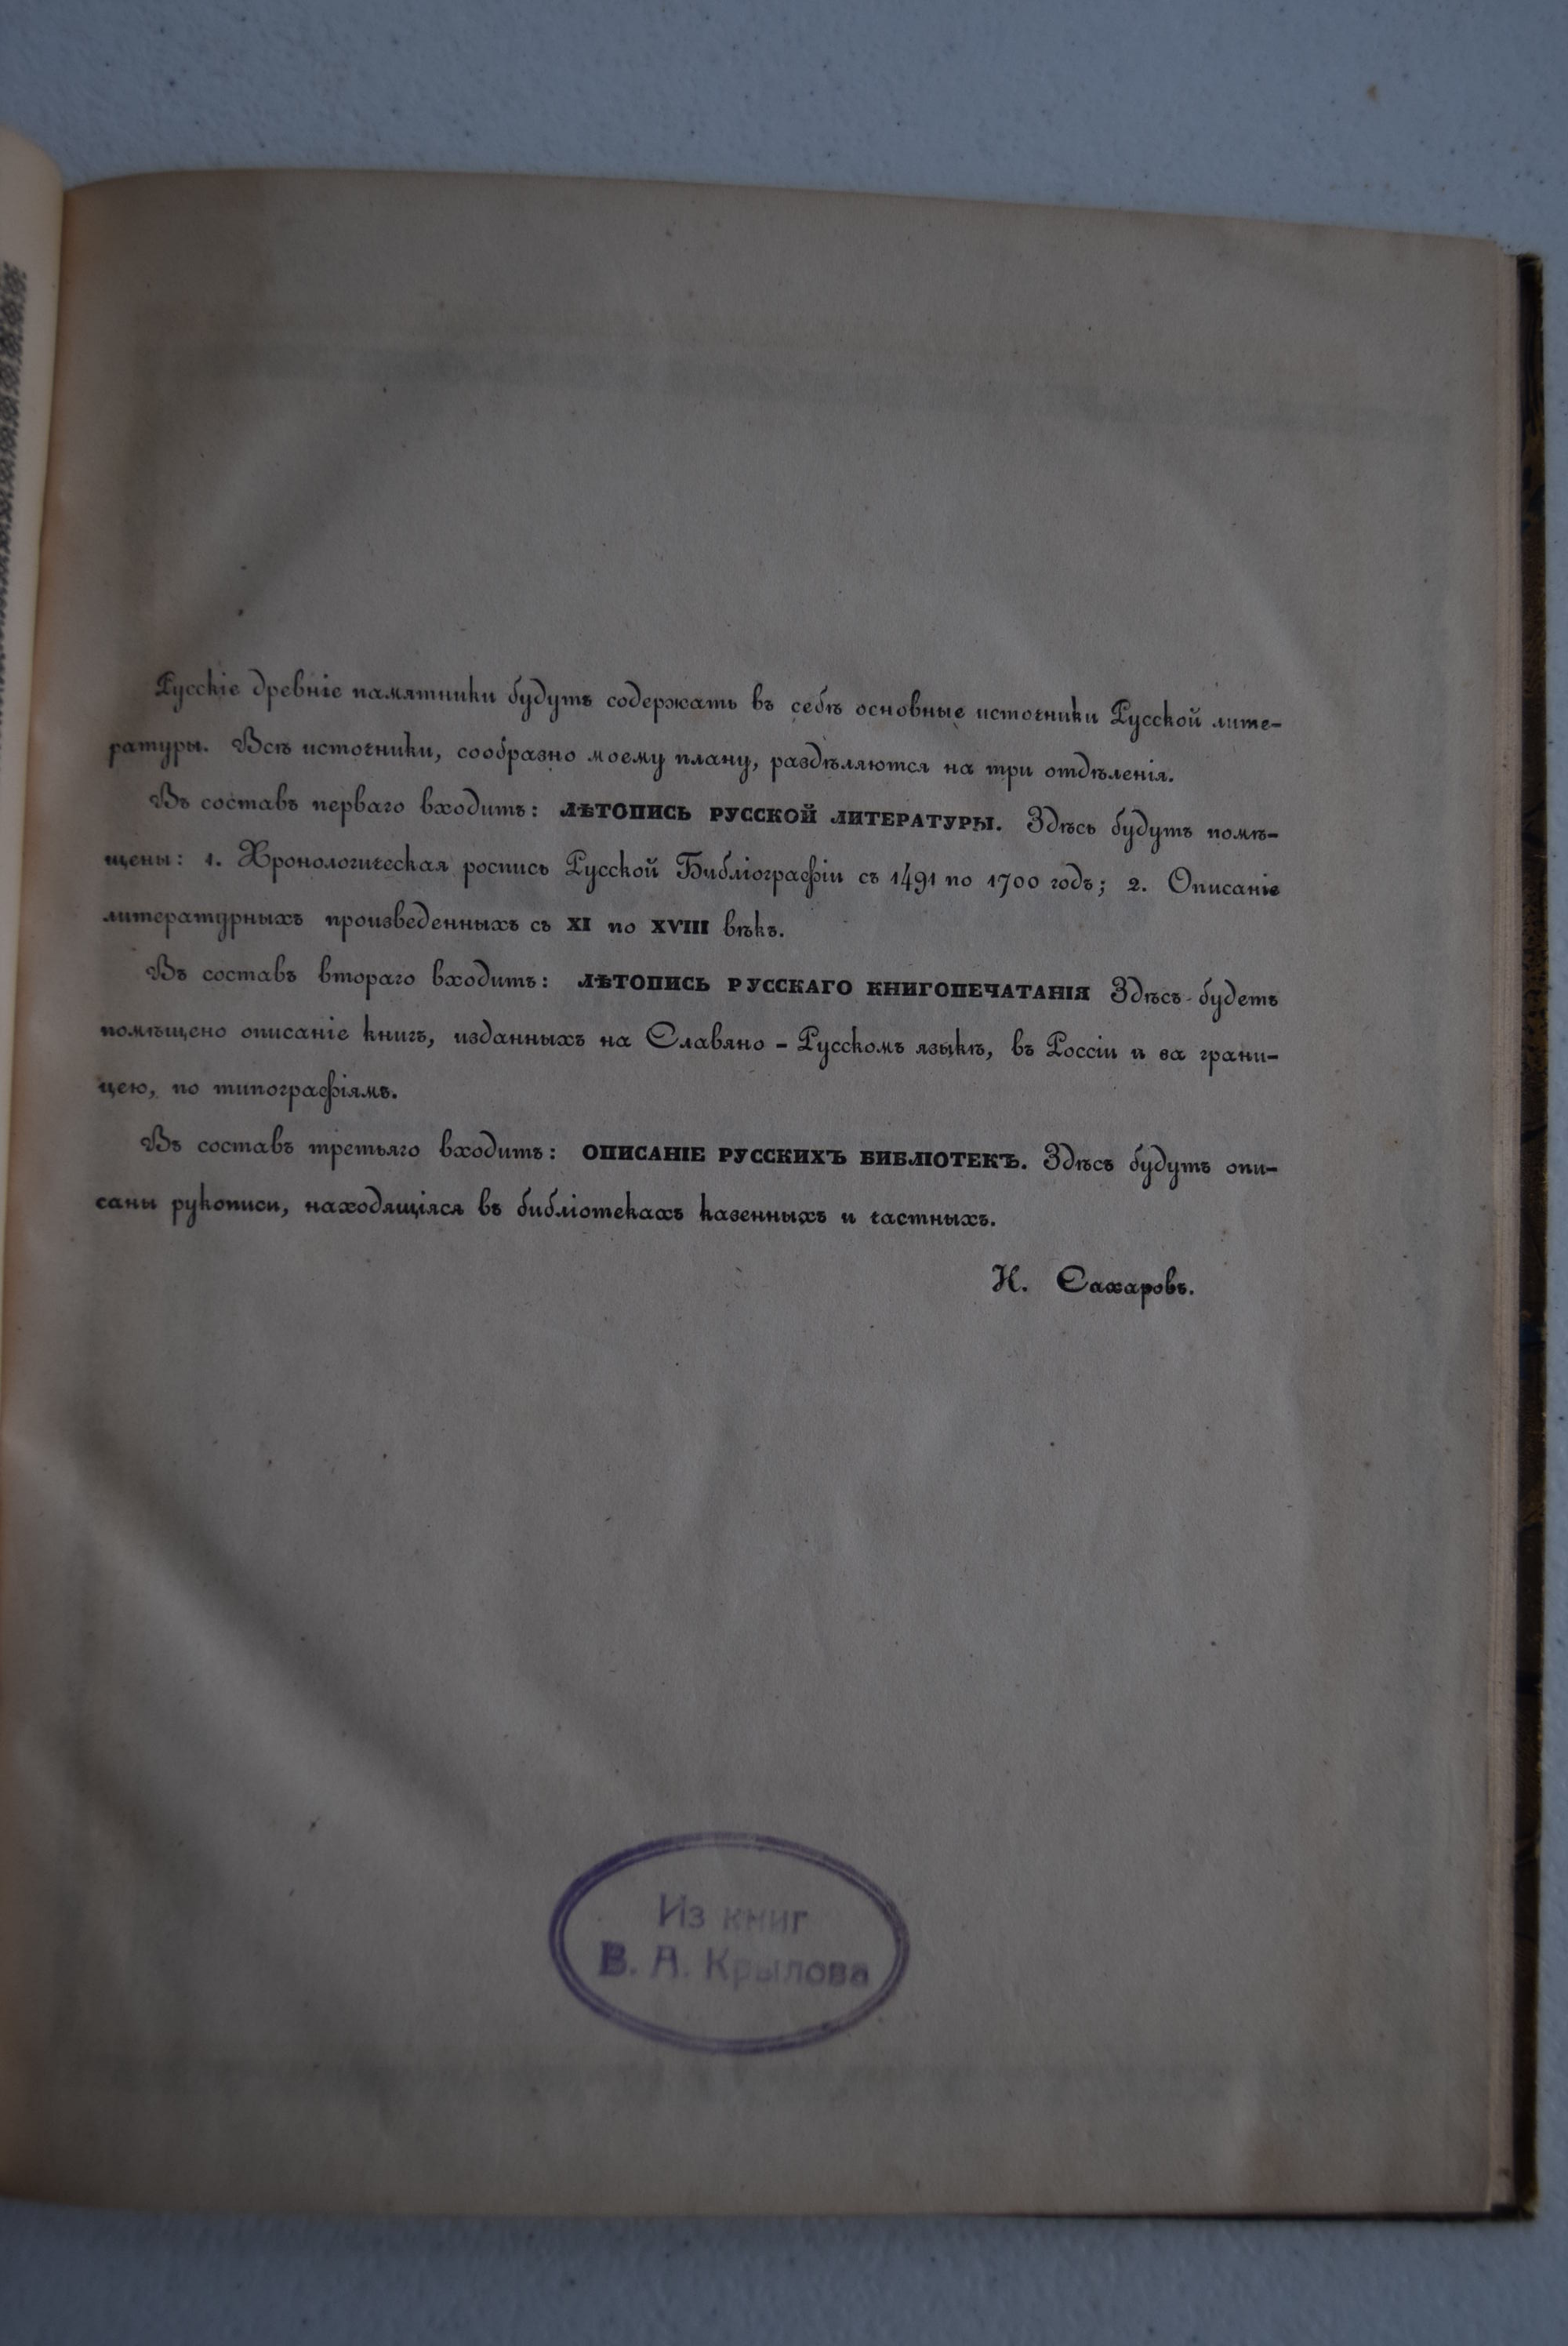 Русскіе древніе памятники будутъ содержать въ себѣ основные источники Русской лите-
ратуры. Всѣ источники, сообразно моему плану, раздѣляются на три отдѣленія.
Въ составъ перваго входитъ: ЛѢТОПИСЬ РУССКОЙ ЛИТЕРАТУРЫ. Здѣсь будутъ помѣ-
щены: 1. Хронологическая роспись Русской Библіографіи съ 1491 по 1700 годъ; 2. Описаніе
литературныхъ произведенныхъ съ XI по XVIII вѣкъ.
Въ составъ втораго входитъ: ЛѢТОПИСЬ РУССКАГО КНИГОПЕЧАТАНІЯ Здѣсь будетъ
помѣщено описаніе книгъ, изданныхъ на Славяно - Русскомъ языкѣ, въ Россіи и за грани-
цею, по типографіямъ.
Въ составъ третьяго входитъ: ОПИСАНІЕ РУССКИХЪ БИБЛІОТЕКЪ. Здѣсь будутъ опи-
саны рукописи, находящіяся въ библіотекахъ казенныхъ и частныхъ.
И. Сахаровъ.
Из книг
В. А. Крылова